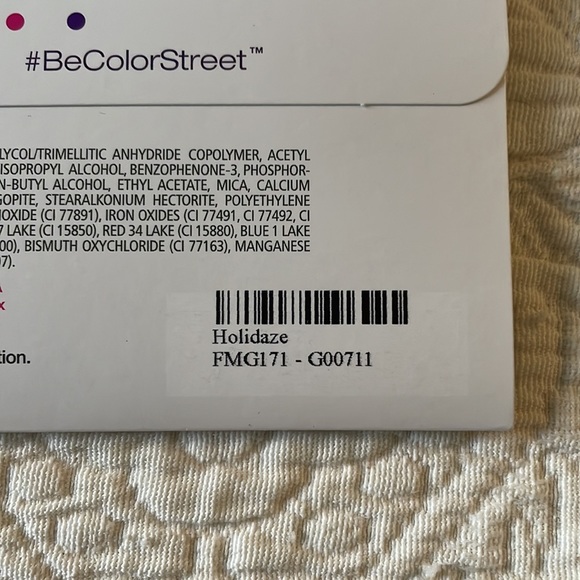 #BeColorStreet™
LYCOL/TRIMELLITIC ANHYDRIDE COPOLYMER, ACETYL
ISOPROPYL ALCOHOL, BENZOPHENONE-3, PHOSPHOR-
N-BUTYL ALCOHOL, ETHYL ACETATE, MICA, CALCIUM
GOPITE, STEARALKONIUM HECTORITE, POLYETHYLENE
OXIDE (CI 77891), IRON OXIDES (CI 77491, CI 77492, CI
7 LAKE (CI 15850), RED 34 LAKE (CI 15880), BLUE 1 LAKE
00), BISMUTH OXYCHLORIDE (CI 77163), MANGANESE
07).
A
x
tion.
Holidaze
FMG171 - G00711